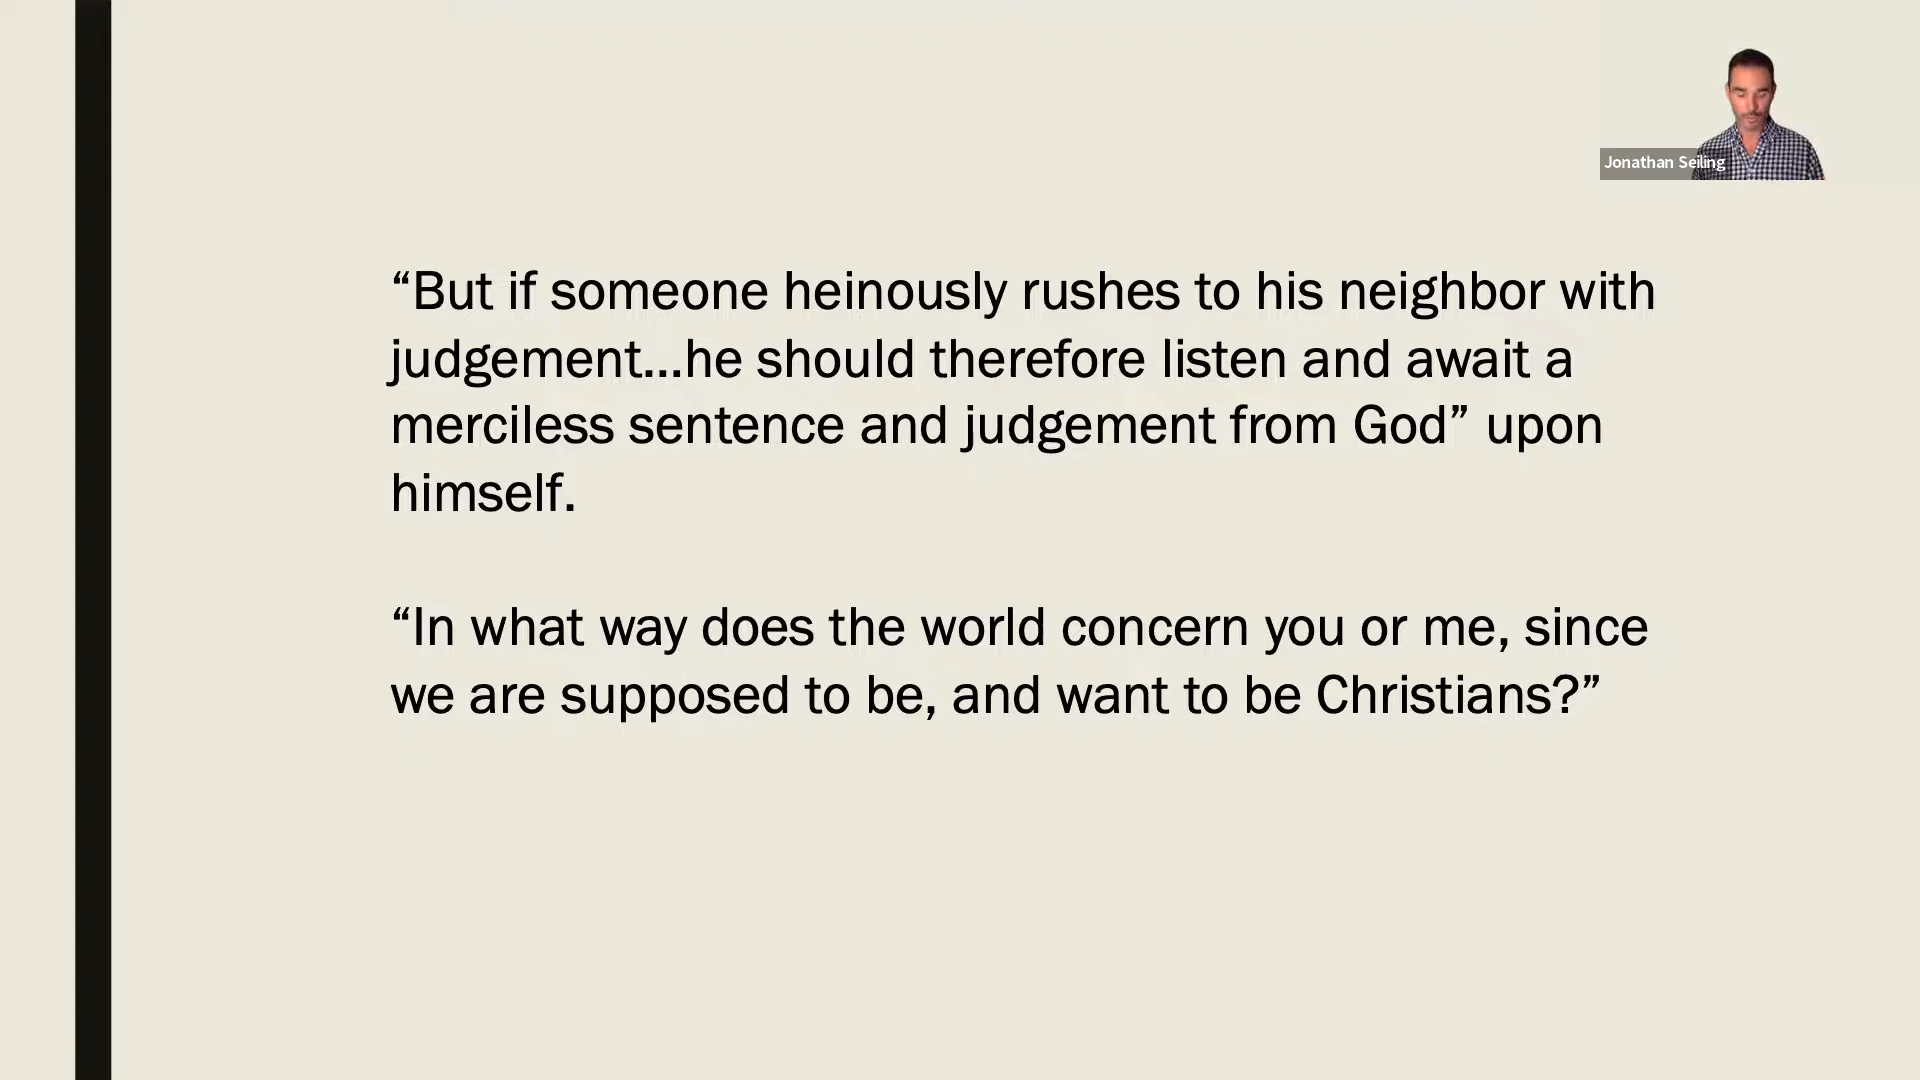 Jonathan Seiling
“But if someone heinously rushes to his neighbor with
judgement...he should therefore listen and await a
merciless sentence and judgement from God” upon
himself.
“In what way does the world concern you or me, since
we are supposed to be, and want to be Christians?”